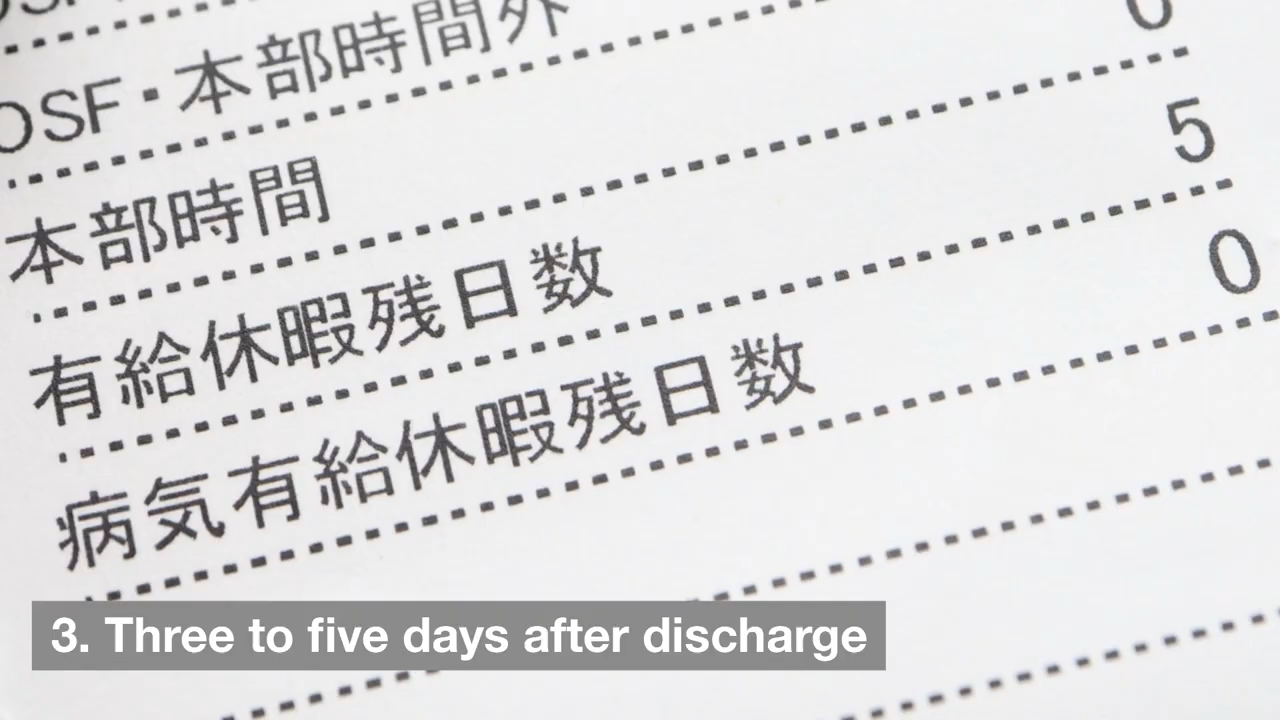 OSF・本部時間外
0
本部時間
5
有給休暇残日数
0
病気有給休暇残日数
3. Three to five days after discharge